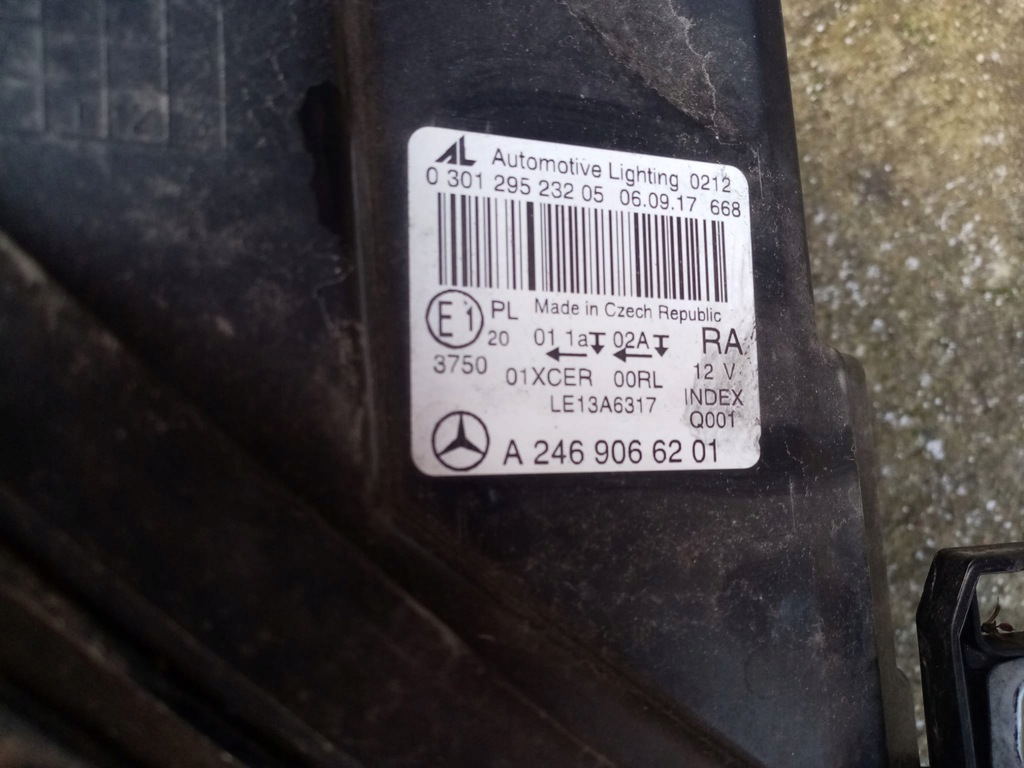 AL Automotive Lighting 0212
0 301 295 232 05 06.09.17 668
E1 PL Made in Czech Republic
20 01 1a 02A RA
3750 01XCER 00RL 12 V
LE13A6317 INDEX
Q001
A 246 906 62 01